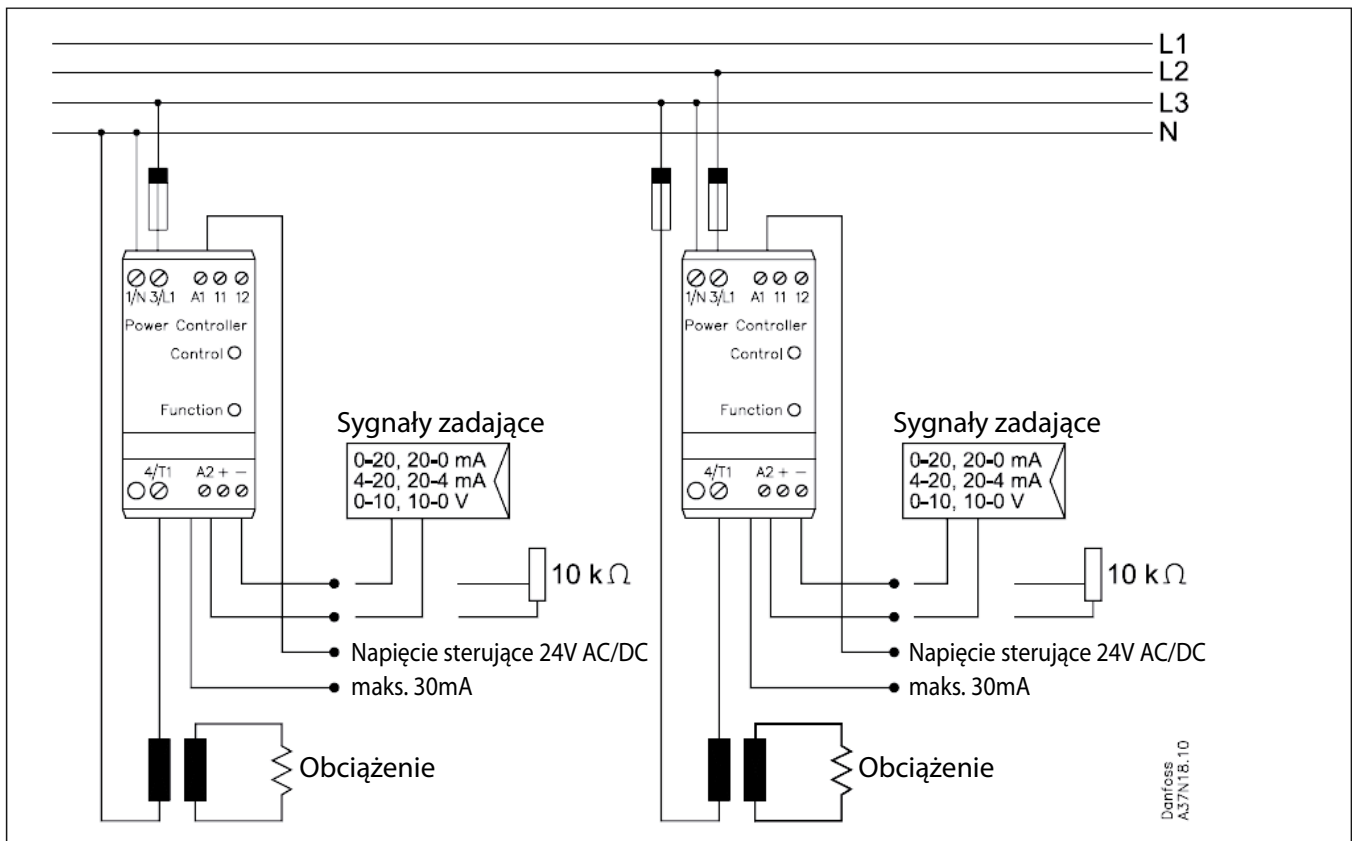 L1
L2
L3
N
1/N 3/L1 A1 11 12
Power Controller
Control
Function
4/T1 A2 + −
Sygnały zadające
0-20, 20-0 mA
4-20, 20-4 mA
0-10, 10-0 V
10 kΩ
Napięcie sterujące 24V AC/DC
maks. 30mA
Obciążenie
1/N 3/L1 A1 11 12
Power Controller
Control
Function
4/T1 A2 + −
Sygnały zadające
0-20, 20-0 mA
4-20, 20-4 mA
0-10, 10-0 V
10 kΩ
Napięcie sterujące 24V AC/DC
maks. 30mA
Obciążenie
Danfoss
A37N18.10